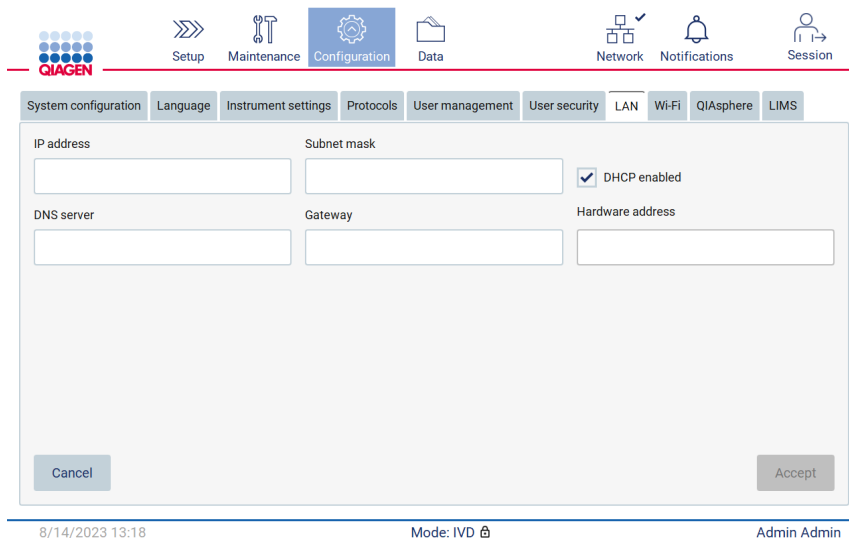 QIAGEN
Setup Maintenance Configuration Data Network Notifications Session
System configuration Language Instrument settings Protocols User management User security LAN Wi-Fi QIAsphere LIMS
IP address Subnet mask
DHCP enabled
DNS server Gateway Hardware address
Cancel Accept
8/14/2023 13:18 Mode: IVD Admin Admin